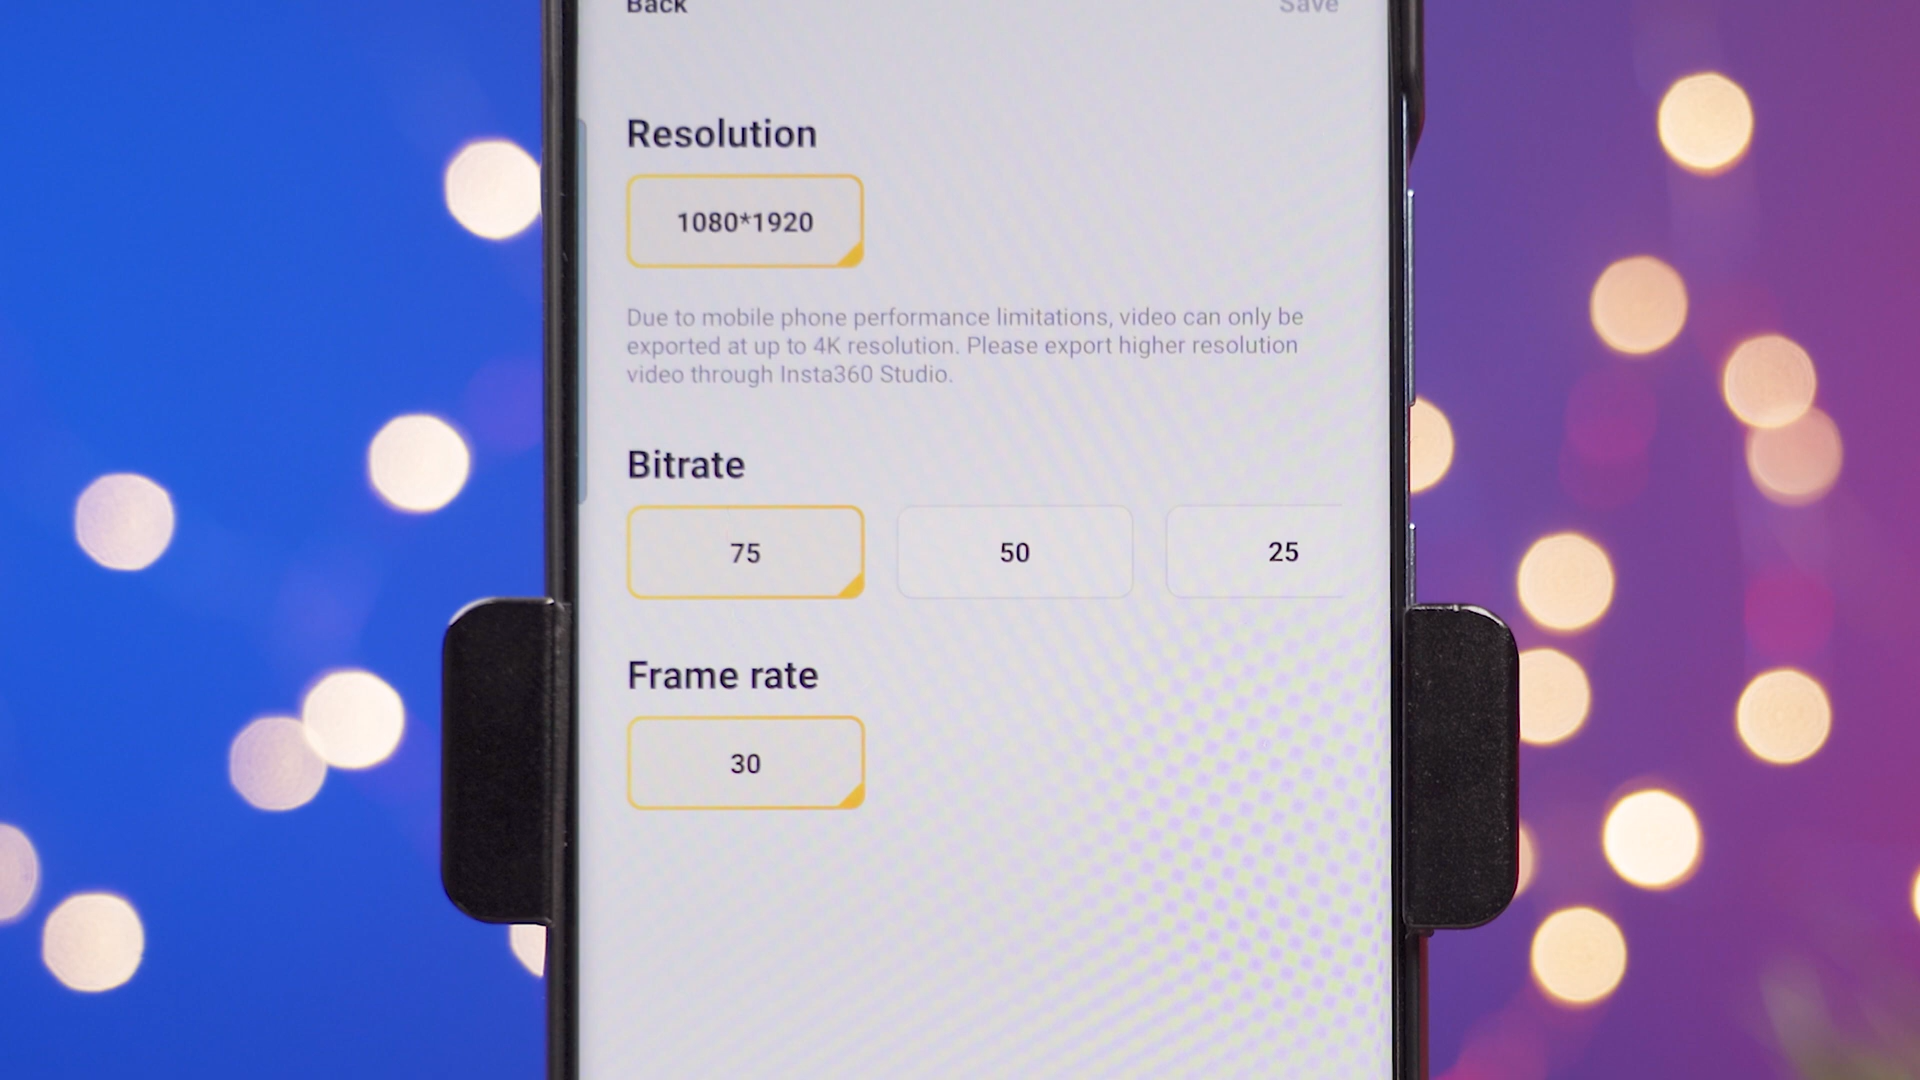 Back Save
Resolution
1080*1920
Due to mobile phone performance limitations, video can only be
exported at up to 4K resolution. Please export higher resolution
video through Insta360 Studio.
Bitrate
75 50 25
Frame rate
30